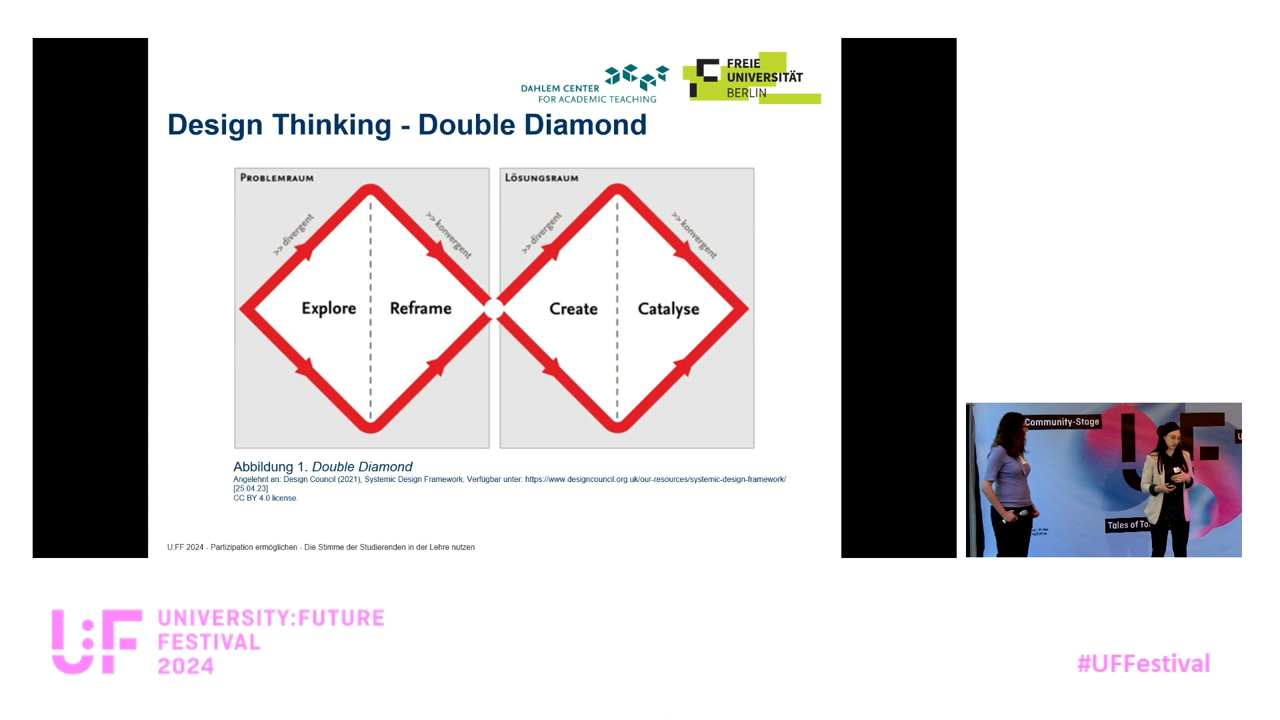 DAHLEM CENTER
FOR ACADEMIC TEACHING
FREIE
UNIVERSITÄT
BERLIN
Design Thinking - Double Diamond
PROBLEMRAUM
>> divergent
>> konvergent
Explore
Reframe
LÖSUNGSRAUM
>> divergent
>> konvergent
Create
Catalyse
Abbildung 1. Double Diamond
Angelehnt an: Design Council (2021), Systemic Design Framework. Verfügbar unter: https://www.designcouncil.org.uk/our-resources/systemic-design-framework/
[25.04.23]
CC BY 4.0 license.
U:FF 2024 - Partizipation ermöglichen - Die Stimme der Studierenden in der Lehre nutzen
Community-Stage
Tales of
U:F
UNIVERSITY:FUTURE
FESTIVAL
2024
#UFFestival